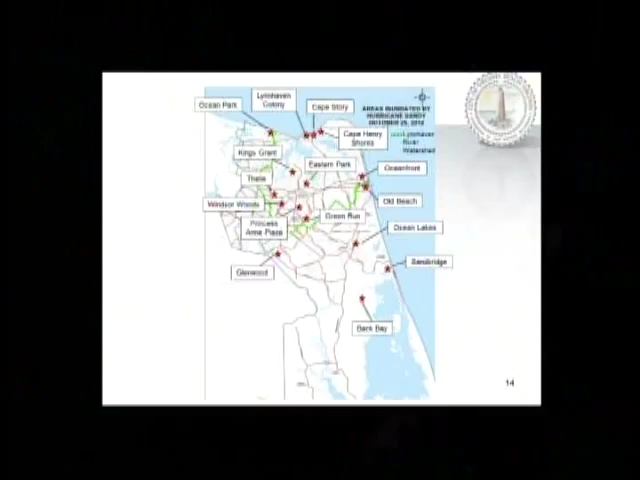 Lynnhaven
Colony
Ocean Park
Cape Story
AREAS INUNDATED BY
HURRICANE SANDY
OCTOBER 29, 2012
Cape Henry
Shores
Lynnhaven
River
Watershed
Kings Grant
Eastern Park
Oceanfront
Thalia
Windsor Woods
Old Beach
Princess
Anne Plaza
Green Run
Ocean Lakes
Glenwood
Sandbridge
Back Bay
14